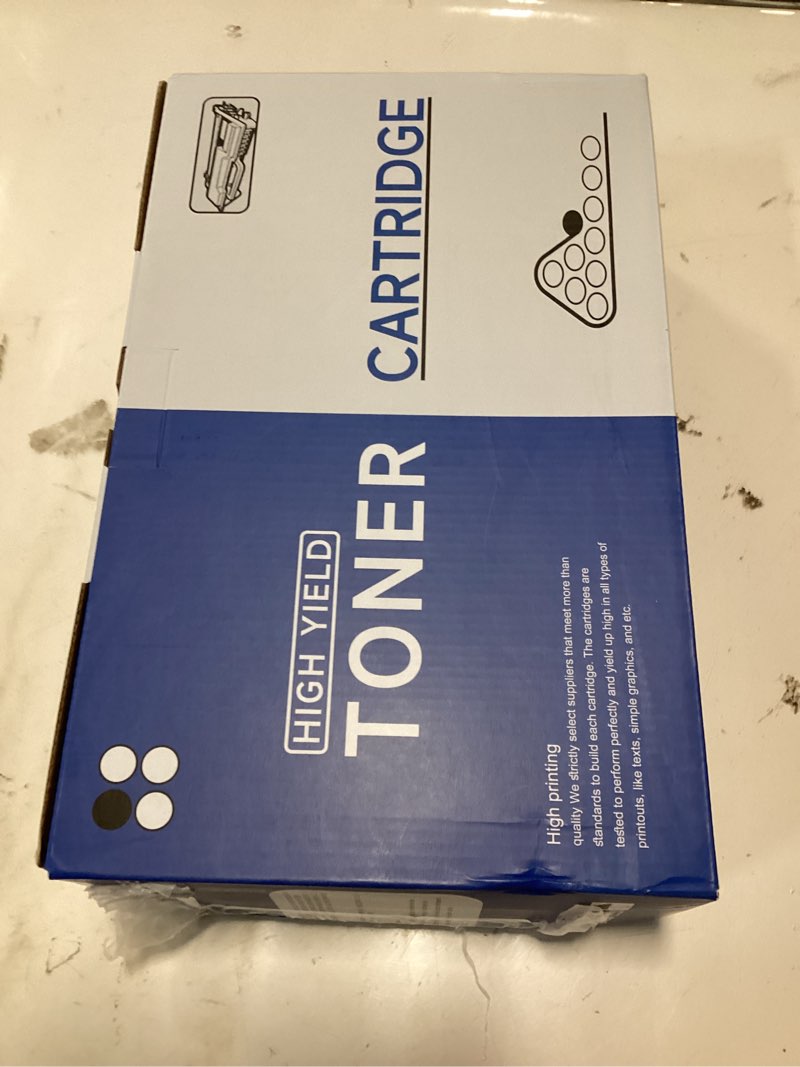 HIGH YIELD
TONER CARTRIDGE
High printing
quality We strictly select suppliers that meet more than
standards to build each cartridge. The cartridges are
tested to perform perfectly and yield up high in all types of
printouts, like texts, simple graphics, and etc.